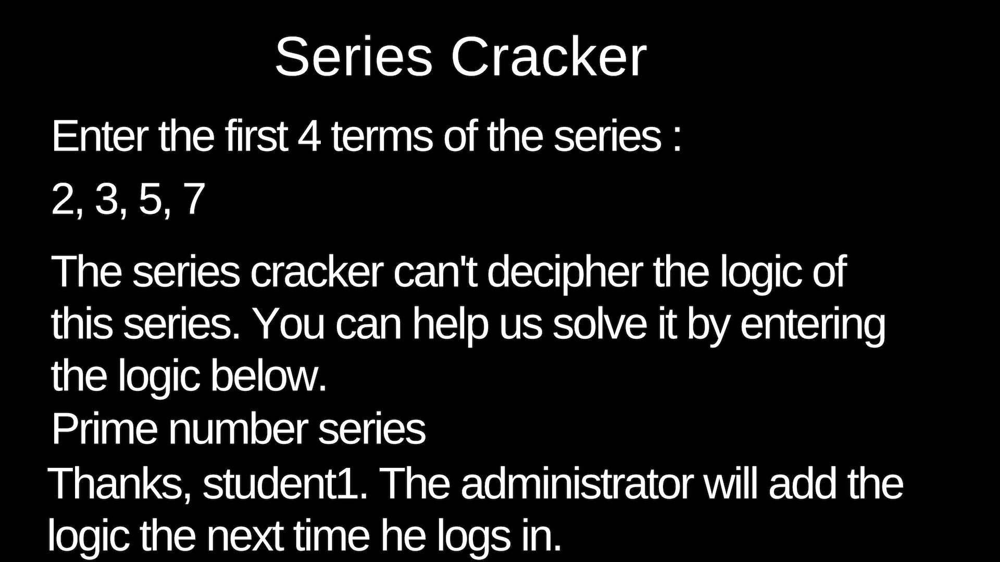 Series Cracker
Enter the first 4 terms of the series :
2, 3, 5, 7
The series cracker can't decipher the logic of
this series. You can help us solve it by entering
the logic below.
Prime number series
Thanks, student1. The administrator will add the
logic the next time he logs in.